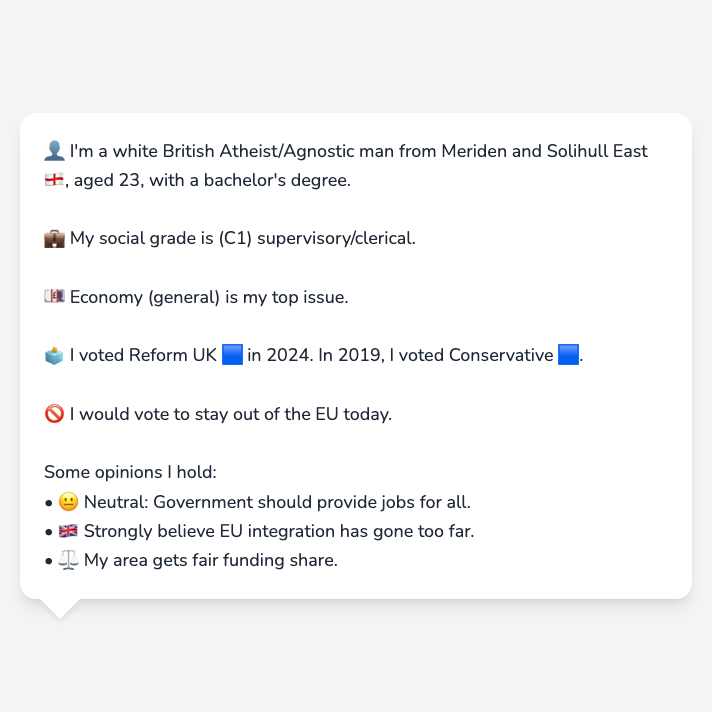 👤 I'm a white British Atheist/Agnostic man from Meriden and Solihull East
🏴󠁧󠁢󠁥󠁮󠁧󠁿, aged 23, with a bachelor's degree.
💼 My social grade is (C1) supervisory/clerical.
💷 Economy (general) is my top issue.
🗳️ I voted Reform UK 🟦 in 2024. In 2019, I voted Conservative 🟦.
🚫 I would vote to stay out of the EU today.
Some opinions I hold:
• 😐 Neutral: Government should provide jobs for all.
• 🇬🇧 Strongly believe EU integration has gone too far.
• ⚖️ My area gets fair funding share.